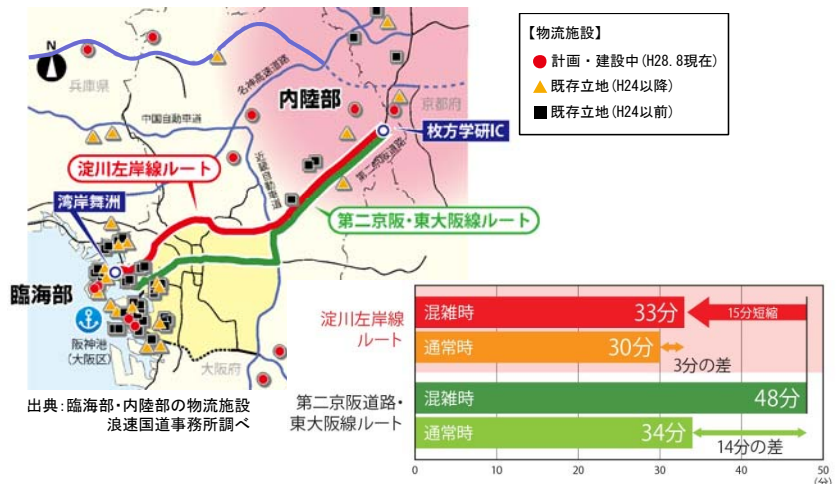 N
兵庫県
中国自動車道
名神高速道路
内陸部
京都府
枚方学研IC
第二京阪道路
近畿自動車道
淀川左岸線ルート
湾岸舞洲
第二京阪・東大阪線ルート
臨海部
阪神港
(大阪区)
大阪府
出典:臨海部・内陸部の物流施設
浪速国道事務所調べ
【物流施設】
計画・建設中(H28.8現在)
既存立地(H24以降)
既存立地(H24以前)
淀川左岸線
ルート
混雑時 33分 15分短縮
通常時 30分 3分の差
第二京阪道路・
東大阪線ルート
混雑時 48分
通常時 34分 14分の差
0 10 20 30 40 50
(分)